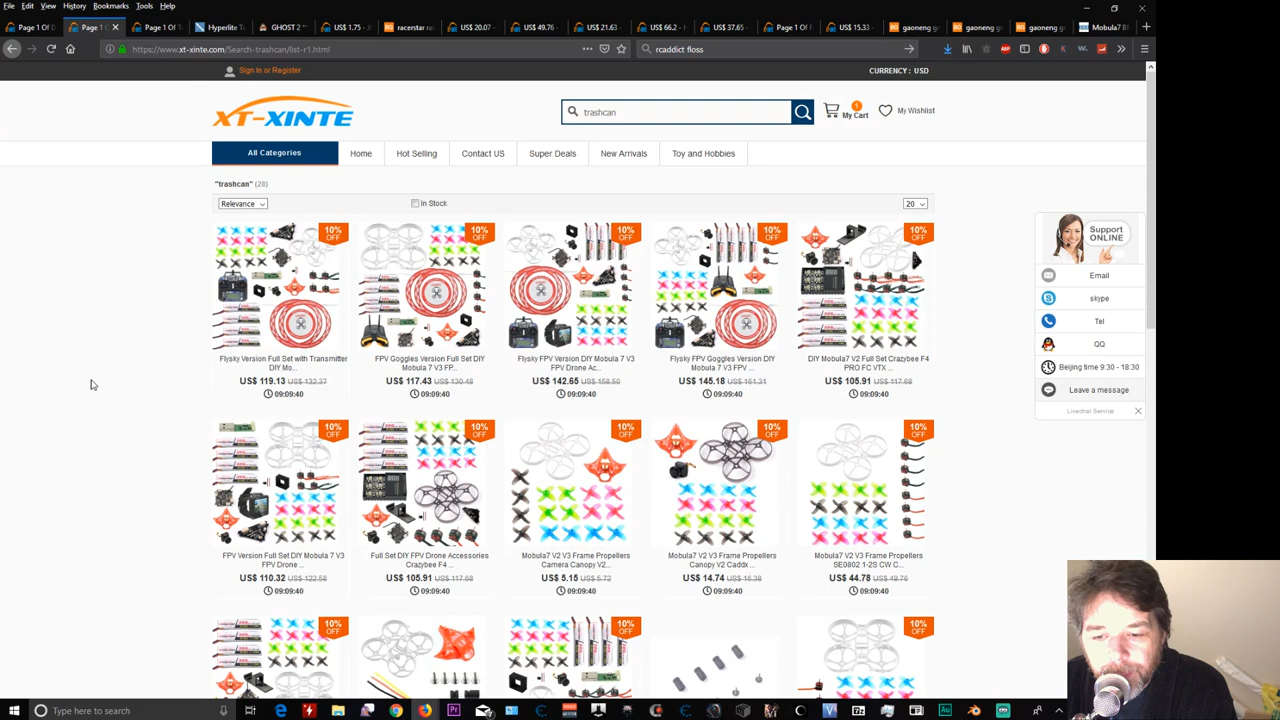 File Edit View History Bookmarks Tools Help
Page 1 Of D
Page 1
Page 1 Of T
Hyperlite T
GHOST 2
US$ 1.75 - J
racerstar ra
US$ 20.07
US$ 49.76
US$ 21.63
US$ 66.2 - H
US$ 37.65
Page 1 Of
US$ 15.33
gaoneng g
gaoneng g
gaoneng g
Mobula7 B
https://www.xt-xinte.com/Search-trashcan/list-r1.html
rcaddict floss
Sign In or Register
CURRENCY : USD
XT-XINTE
trashcan
1
My Cart
My Wishlist
All Categories
Home
Hot Selling
Contact US
Super Deals
New Arrivals
Toy and Hobbies
"trashcan" (28)
Relevance
In Stock
20
10% OFF
10% OFF
10% OFF
10% OFF
10% OFF
Flysky Version Full Set with Transmitter
DIY Mo...
US$ 119.13 US$ 132.37
09:09:40
FPV Goggles Version Full Set DIY
Mobula 7 V3 FP...
US$ 117.43 US$ 130.48
09:09:40
Flysky FPV Version DIY Mobula 7 V3
FPV Drone Ac...
US$ 142.65 US$ 158.50
09:09:40
Flysky FPV Goggles Version DIY
Mobula 7 V3 FPV ...
US$ 145.18 US$ 161.31
09:09:40
DIY Mobula7 V2 Full Set Crazybee F4
PRO FC VTX ...
US$ 105.91 US$ 117.68
09:09:40
10% OFF
10% OFF
10% OFF
10% OFF
10% OFF
FPV Version Full Set DIY Mobula 7 V3
FPV Drone ...
US$ 110.32 US$ 122.58
09:09:40
Full Set DIY FPV Drone Accessories
Crazybee F4 ...
US$ 105.91 US$ 117.68
09:09:40
Mobula7 V2 V3 Frame Propellers
Camera Canopy V2...
US$ 5.15 US$ 5.72
09:09:40
Mobula7 V2 V3 Frame Propellers
Canopy V2 Caddx ...
US$ 14.74 US$ 16.38
09:09:40
Mobula7 V2 V3 Frame Propellers
SE0802 1-2S CW C...
US$ 44.78 US$ 49.76
09:09:40
10% OFF
10% OFF
10% OFF
Support
ONLINE
Email
skype
Tel
QQ
Beijing time 9:30 - 18:30
Leave a message
Livechat Service
Type here to search